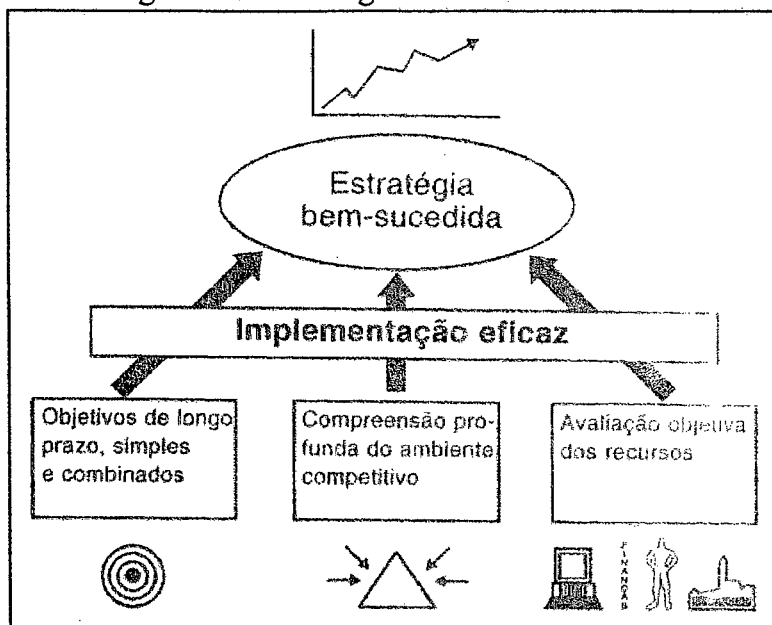 Estratégia
bem-sucedida
Implementação eficaz
Objetivos de longo
prazo, simples
e combinados
Compreensão pro-
funda do ambiente
competitivo
Avaliação objetiva
dos recursos
FINANÇAS